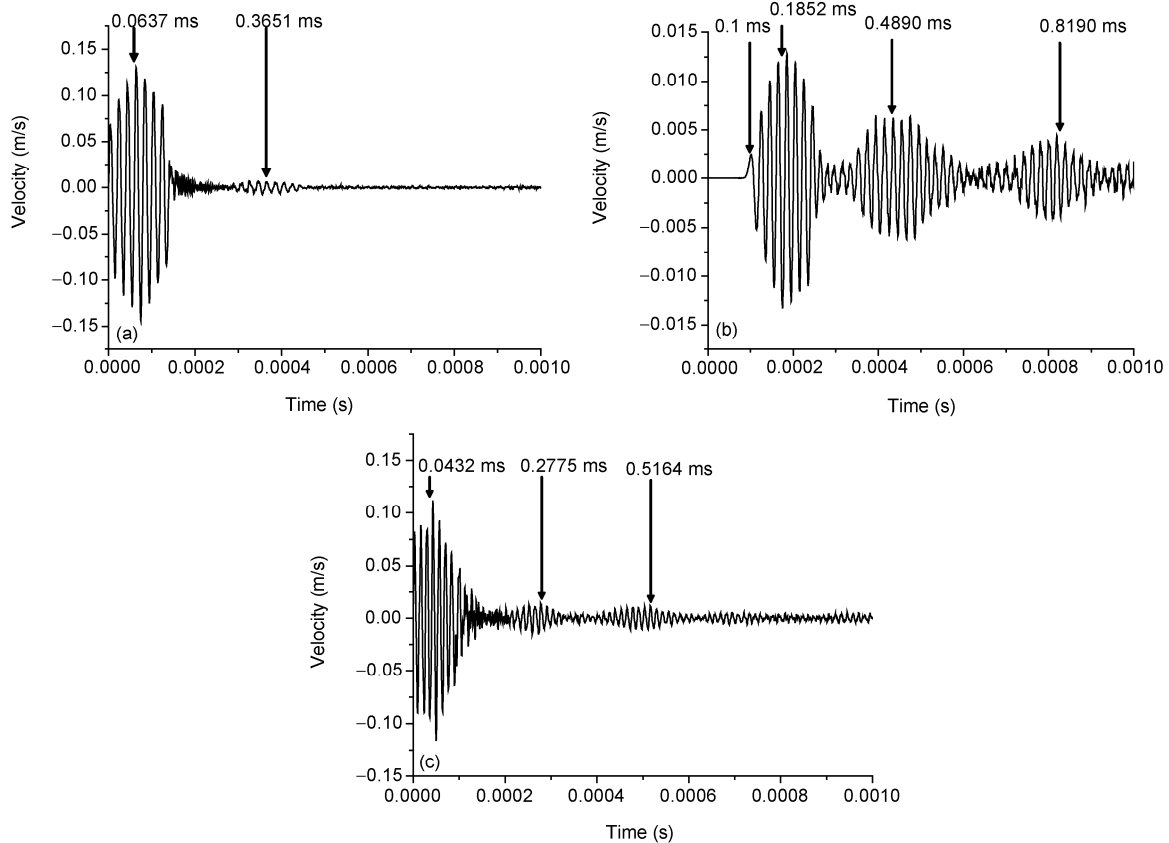 0.0637 ms 0.3651 ms
0.15
0.10
0.05
0.00
−0.05
−0.10
−0.15
Velocity (m/s)
(a)
0.0000 0.0002 0.0004 0.0006 0.0008 0.0010
Time (s)
0.1 ms 0.1852 ms 0.4890 ms 0.8190 ms
0.015
0.010
0.005
0.000
−0.005
−0.010
−0.015
Velocity (m/s)
(b)
0.0000 0.0002 0.0004 0.0006 0.0008 0.0010
Time (s)
0.0432 ms 0.2775 ms 0.5164 ms
0.15
0.10
0.05
0.00
−0.05
−0.10
−0.15
Velocity (m/s)
(c)
0.0000 0.0002 0.0004 0.0006 0.0008 0.0010
Time (s)